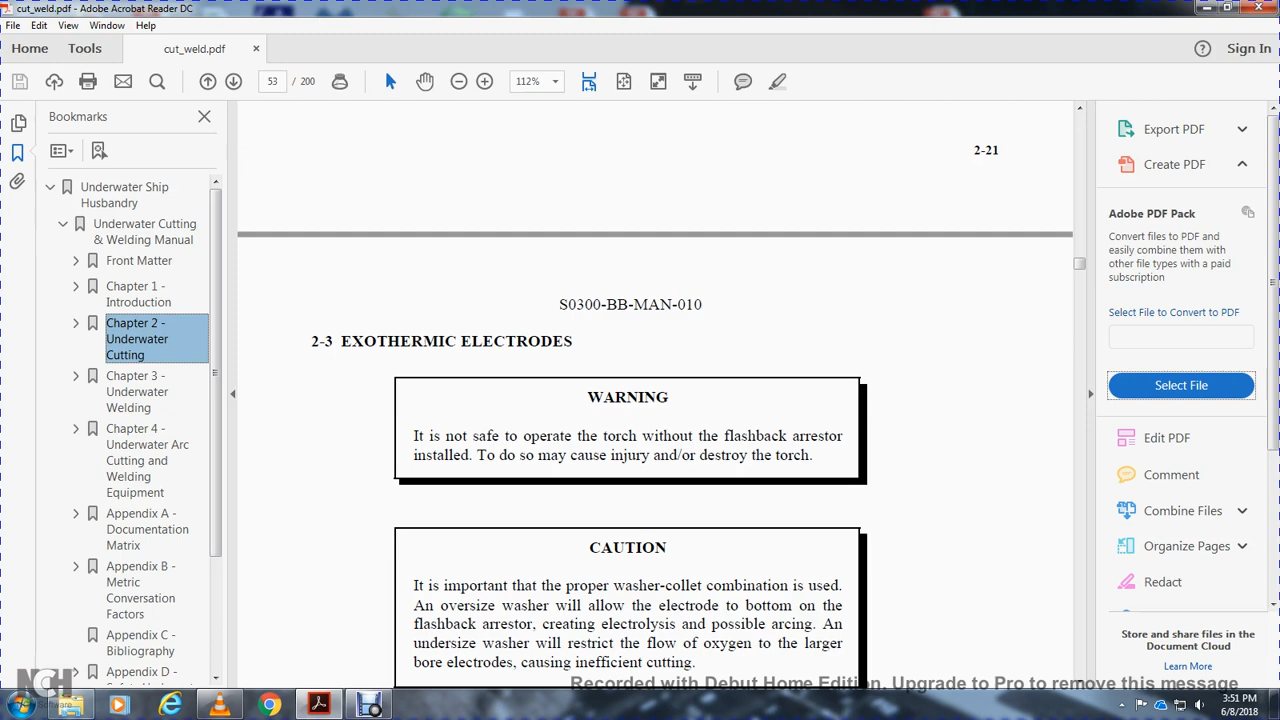 cut_weld.pdf - Adobe Acrobat Reader DC
File Edit View Window Help
Home Tools cut_weld.pdf × Sign In
53 / 200 112%
Bookmarks
Underwater Ship
Husbandry
Underwater Cutting
& Welding Manual
Front Matter
Chapter 1 -
Introduction
Chapter 2 -
Underwater
Cutting
Chapter 3 -
Underwater
Welding
Chapter 4 -
Underwater Arc
Cutting and
Welding
Equipment
Appendix A -
Documentation
Matrix
Appendix B -
Metric
Conversation
Factors
Appendix C -
Bibliography
Appendix D -
2-21
S0300-BB-MAN-010
2-3 EXOTHERMIC ELECTRODES
WARNING
It is not safe to operate the torch without the flashback arrestor
installed. To do so may cause injury and/or destroy the torch.
CAUTION
It is important that the proper washer-collet combination is used.
An oversize washer will allow the electrode to bottom on the
flashback arrestor, creating electrolysis and possible arcing. An
undersize washer will restrict the flow of oxygen to the larger
bore electrodes, causing inefficient cutting.
Export PDF
Create PDF
Adobe PDF Pack
Convert files to PDF and
easily combine them with
other file types with a paid
subscription
Select File to Convert to PDF
Select File
Edit PDF
Comment
Combine Files
Organize Pages
Redact
Store and share files in the
Document Cloud
Learn More
NCH
Software
Recorded with Debut Home Edition. Upgrade to Pro to remove this message
3:51 PM
6/8/2018